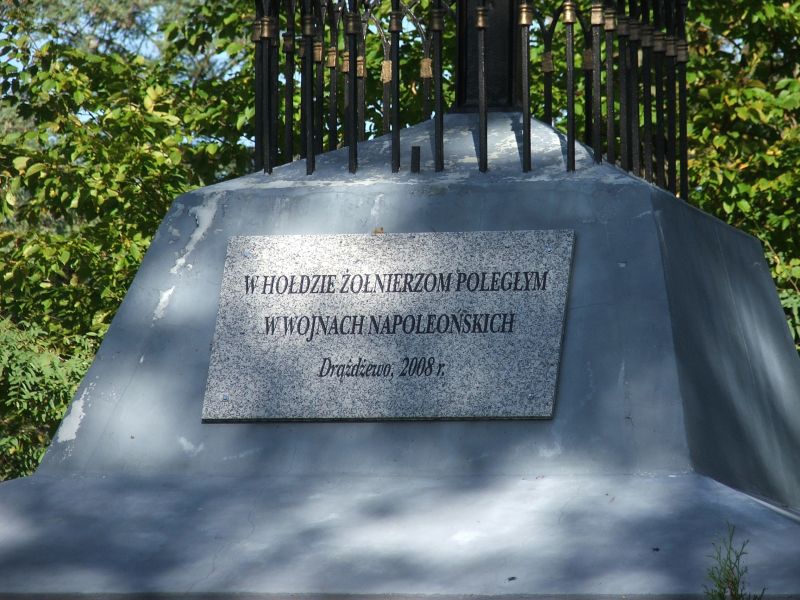 W HOŁDZIE ŻOŁNIERZOM POLEGŁYM
W WOJNACH NAPOLEOŃSKICH
Drążdżewo, 2008 r.